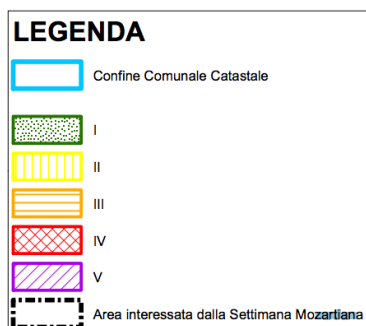 LEGENDA
Confine Comunale Catastale
I
II
III
IV
V
Area interessata dalla Settimana Mozartiana